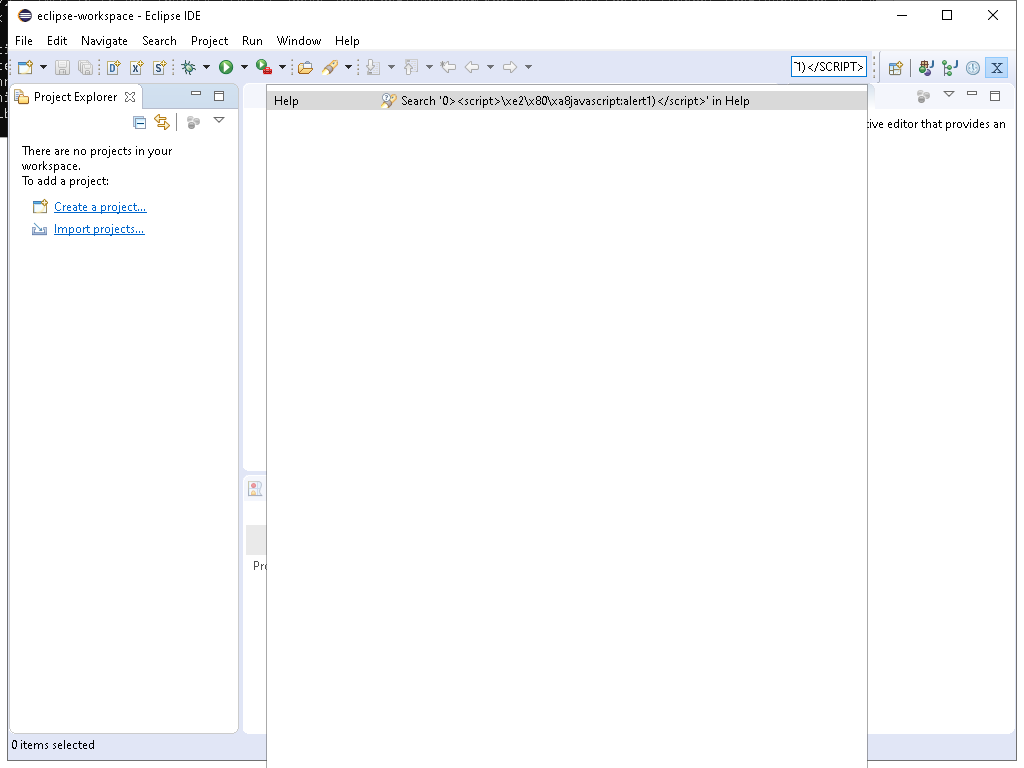 eclipse-workspace - Eclipse IDE
File Edit Navigate Search Project Run Window Help
1)</SCRIPT>
Project Explorer
Help Search '0><script>\xe2\x80\xa8javascript:alert1)</script>' in Help
tive editor that provides an
There are no projects in your
workspace.
To add a project:
Create a project...
Import projects...
Pro
0 items selected